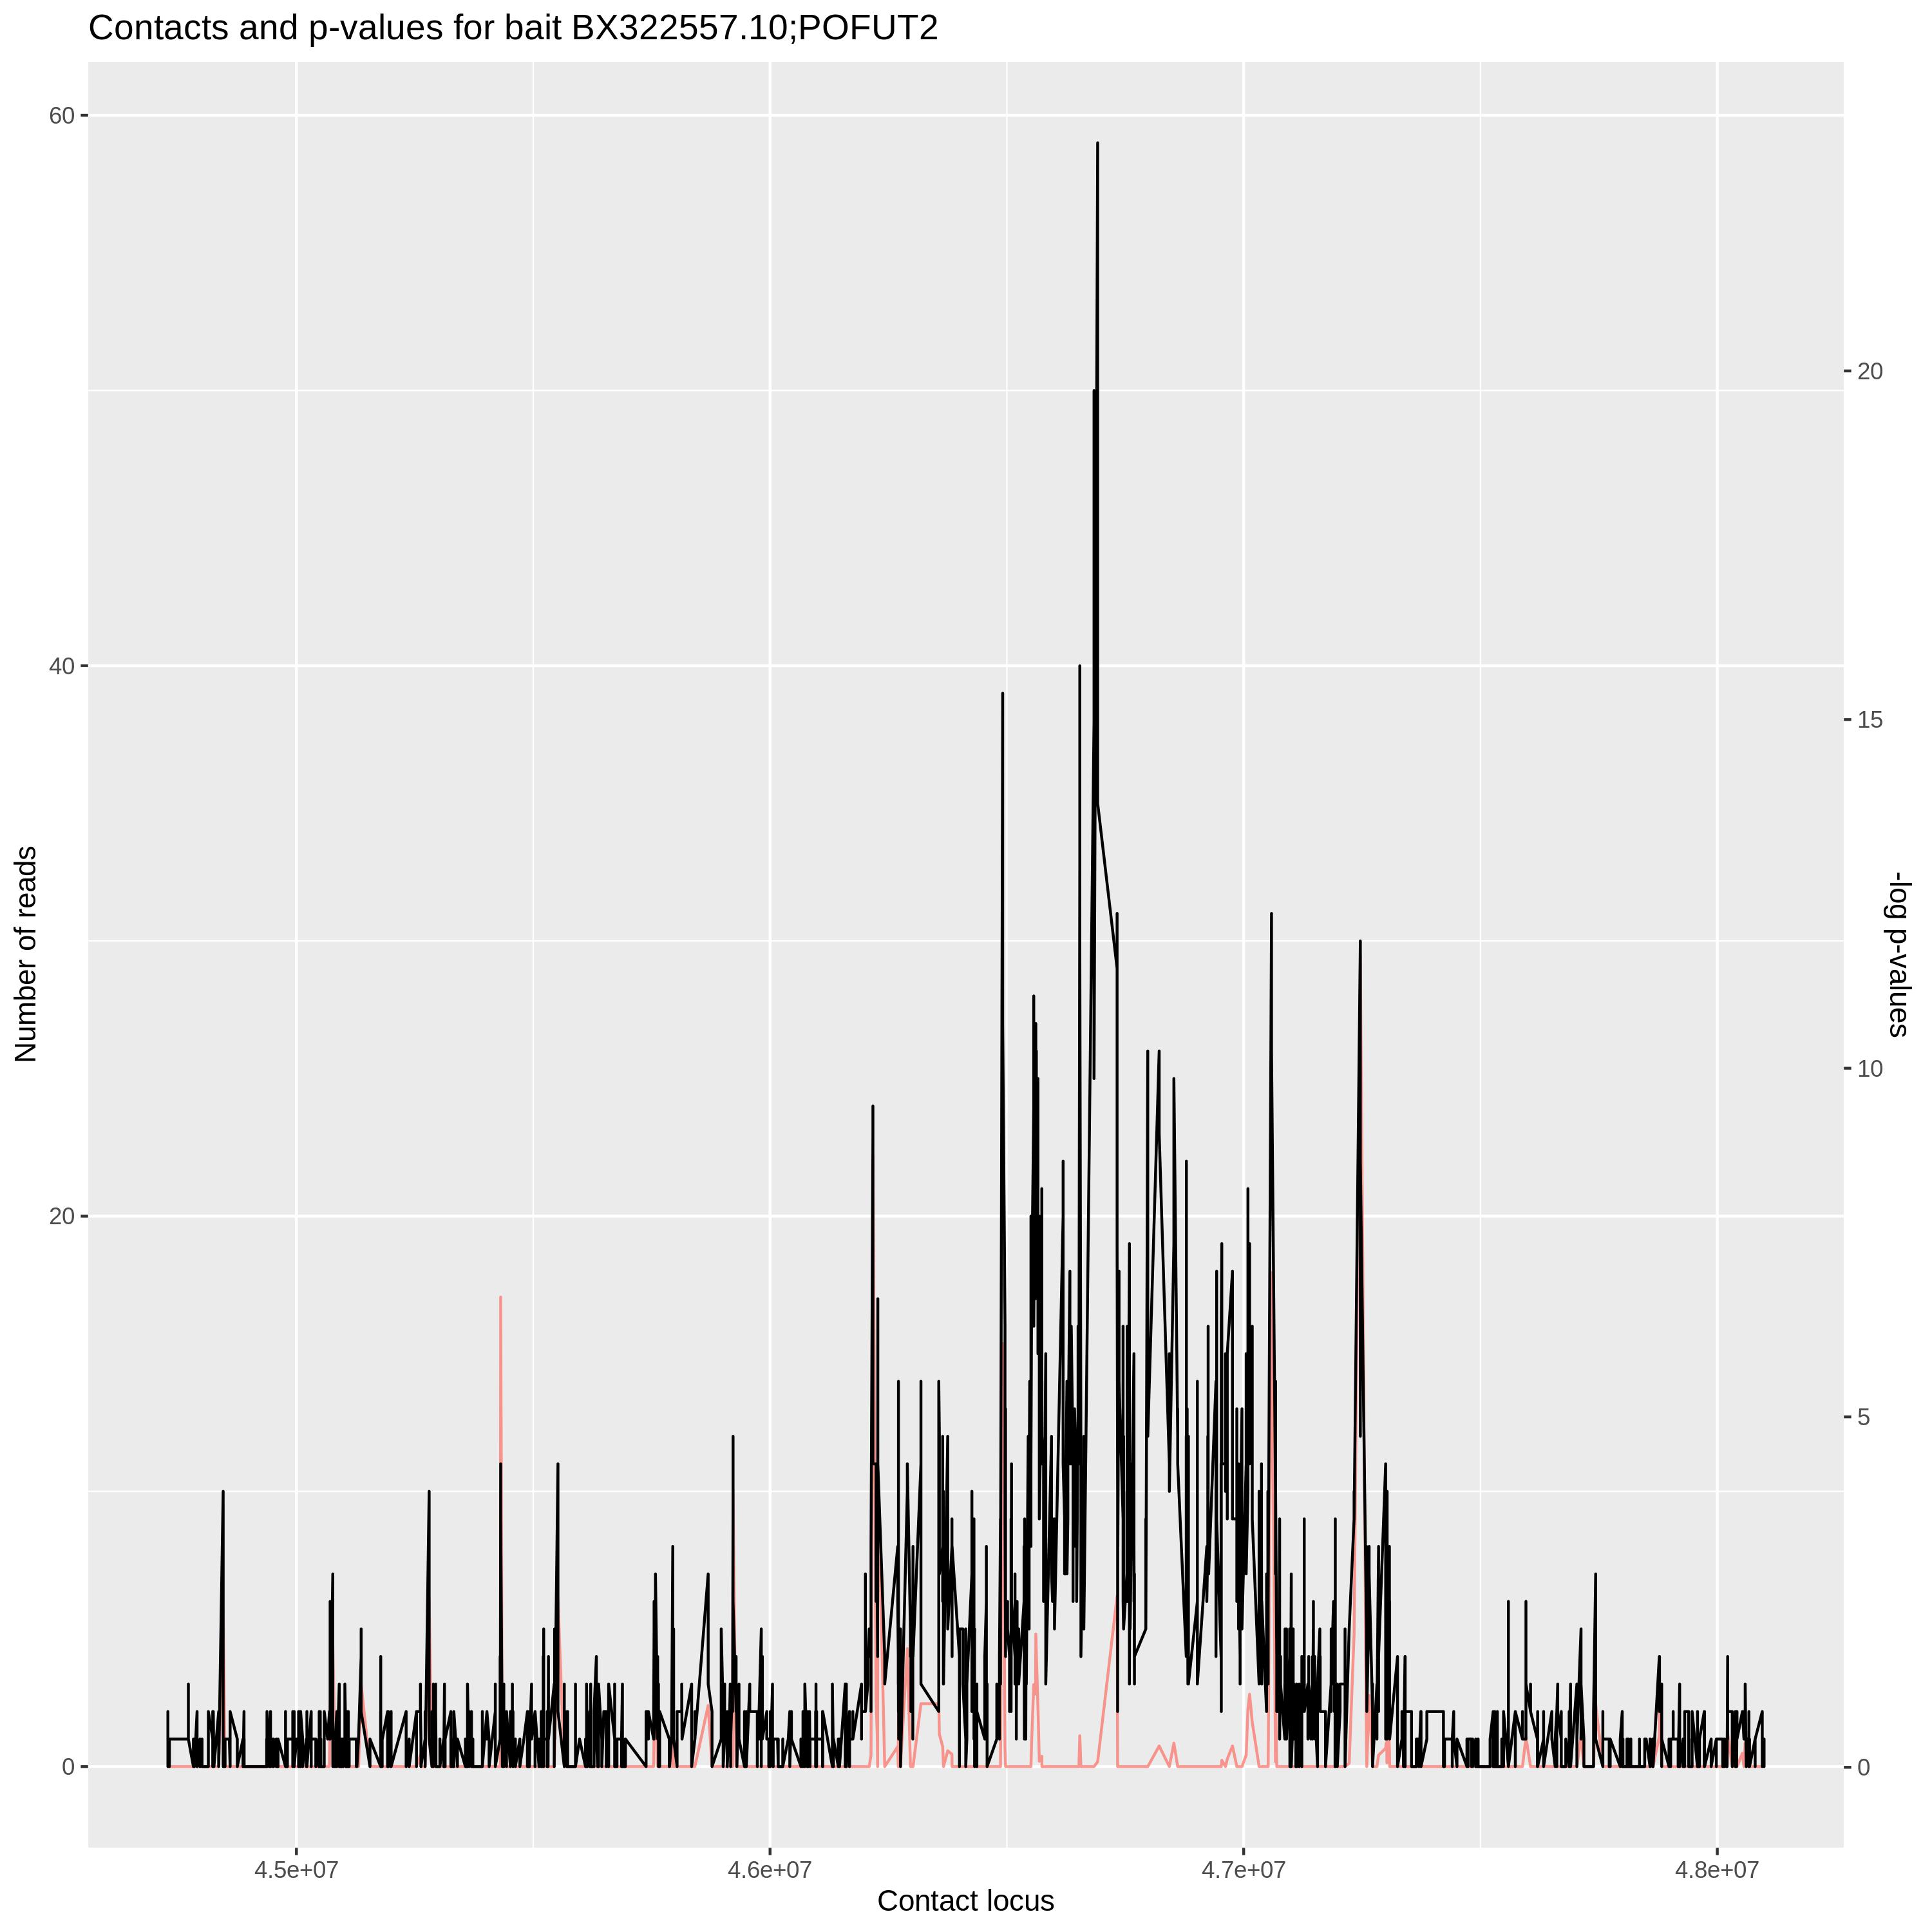 Contacts and p-values for bait BX322557.10;POFUT2
60
40
20
0
Number of reads
20
15
10
5
0
-log p-values
4.5e+07
4.6e+07
4.7e+07
4.8e+07
Contact locus